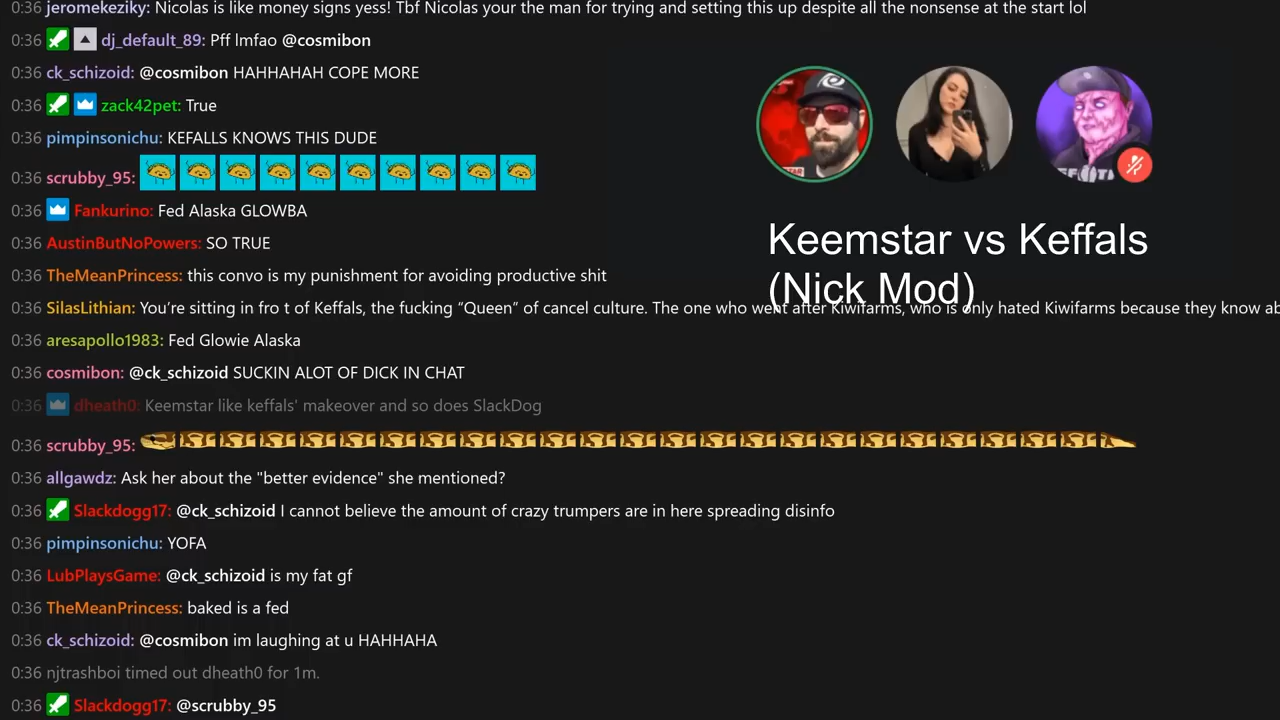 0:36 jeromekeziky: Nicolas is like money signs yess! Tbf Nicolas your the man for trying and setting this up despite all the nonsense at the start lol
0:36 dj_default_89: Pff lmfao @cosmibon
0:36 ck_schizoid: @cosmibon HAHHAHAH COPE MORE
0:36 zack42pet: True
0:36 pimpinsonichu: KEFALLS KNOWS THIS DUDE
0:36 scrubby_95:
0:36 Fankurino: Fed Alaska GLOWBA
0:36 AustinButNoPowers: SO TRUE
0:36 TheMeanPrincess: this convo is my punishment for avoiding productive shit
0:36 SilasLithian: You’re sitting in fro t of Keffals, the fucking “Queen” of cancel culture. The one who went after Kiwifarms, who is only hated Kiwifarms because they know ab
0:36 aresapollo1983: Fed Glowie Alaska
0:36 cosmibon: @ck_schizoid SUCKIN ALOT OF DICK IN CHAT
0:36 dheath0: Keemstar like keffals' makeover and so does SlackDog
0:36 scrubby_95:
0:36 allgawdz: Ask her about the "better evidence" she mentioned?
0:36 Slackdogg17: @ck_schizoid I cannot believe the amount of crazy trumpers are in here spreading disinfo
0:36 pimpinsonichu: YOFA
0:36 LubPlaysGame: @ck_schizoid is my fat gf
0:36 TheMeanPrincess: baked is a fed
0:36 ck_schizoid: @cosmibon im laughing at u HAHHAHA
0:36 njtrashboi timed out dheath0 for 1m.
0:36 Slackdogg17: @scrubby_95
Keemstar vs Keffals
(Nick Mod)